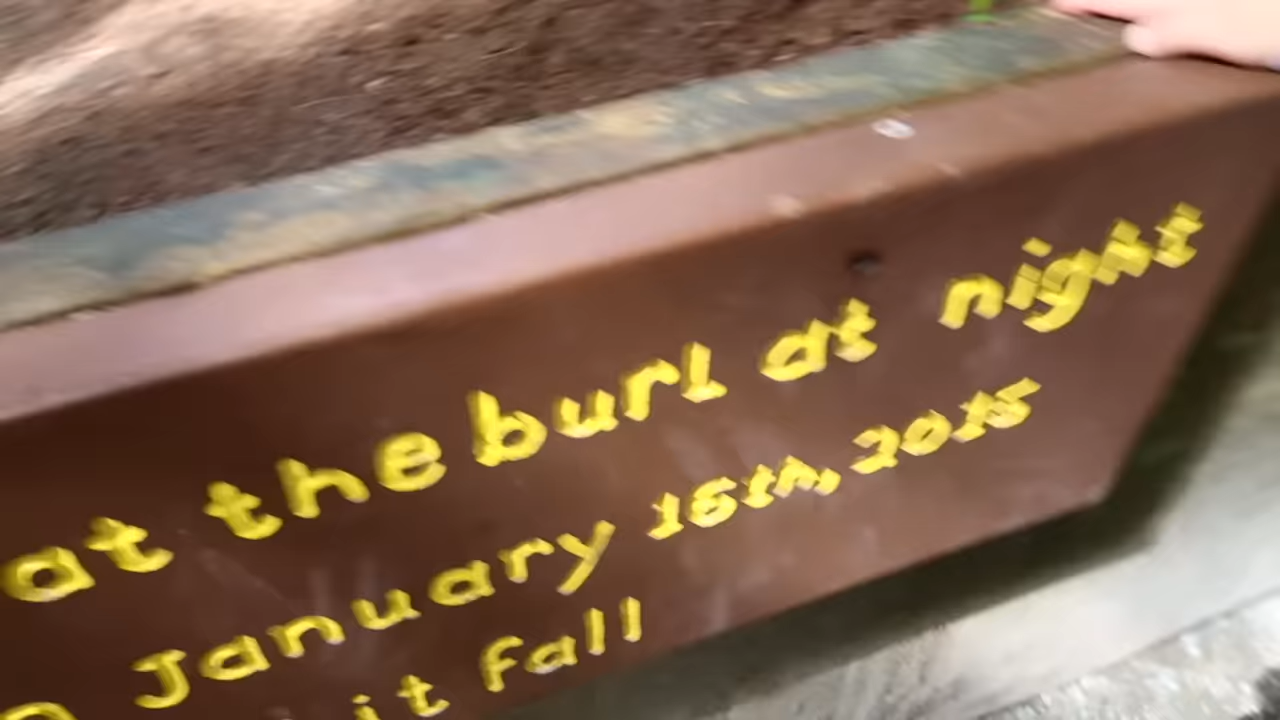 at the burl at night
January 15th, 2015
it fall